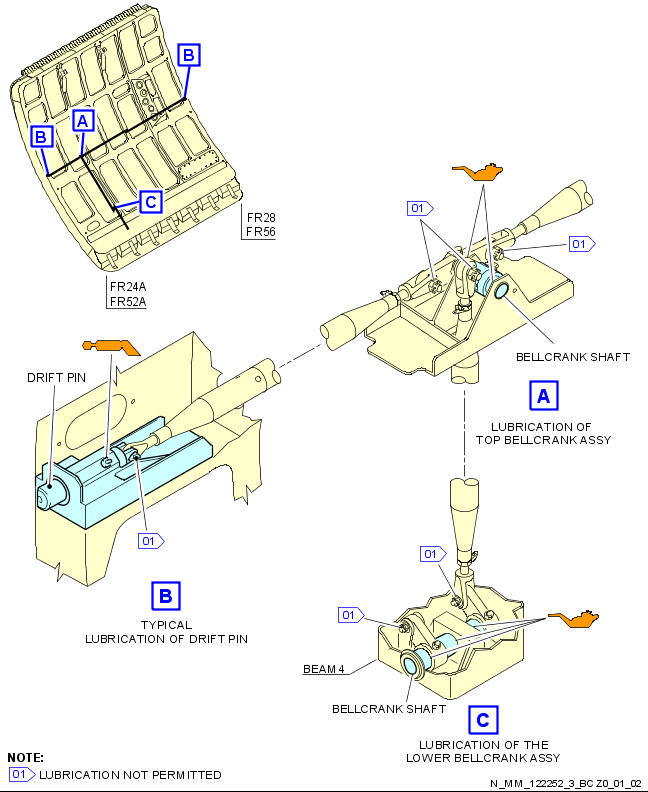 B
A
B
C
FR28
FR56
FR24A
FR52A
01
01
DRIFT PIN
BELLCRANK SHAFT
A
LUBRICATION OF
TOP BELLCRANK ASSY
01
B
TYPICAL
LUBRICATION OF DRIFT PIN
01
01
BEAM 4
BELLCRANK SHAFT
C
LUBRICATION OF THE
LOWER BELLCRANK ASSY
NOTE:
01 LUBRICATION NOT PERMITTED
N_MM_122252_3_BCZ0_01_02